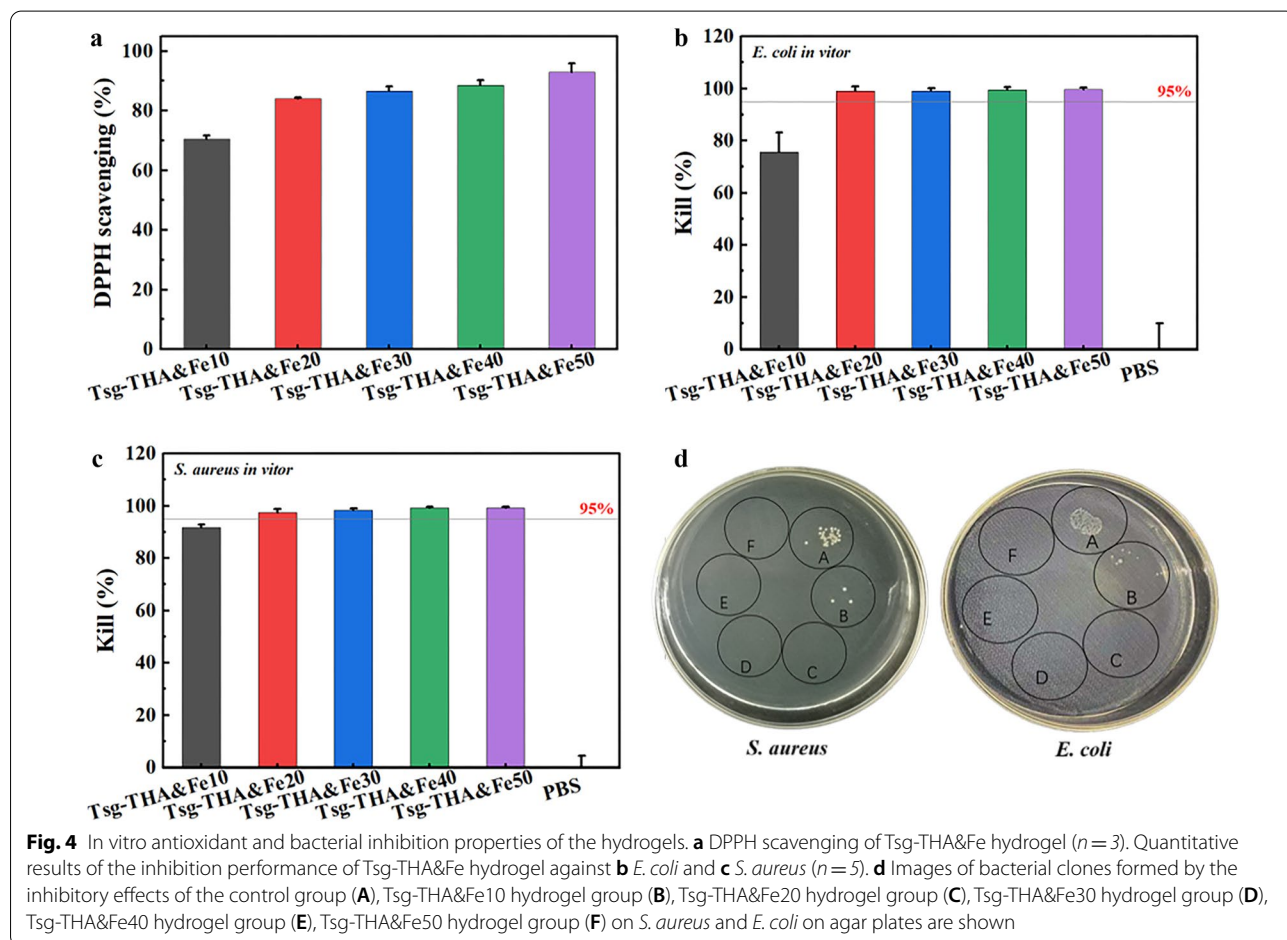 a
DPPH scavenging (%)
100
80
60
40
20
0
Tsg-THA&Fe10
Tsg-THA&Fe20
Tsg-THA&Fe30
Tsg-THA&Fe40
Tsg-THA&Fe50
b
E. coli in vitor
Kill (%)
120
100
80
60
40
20
0
95%
Tsg-THA&Fe10
Tsg-THA&Fe20
Tsg-THA&Fe30
Tsg-THA&Fe40
Tsg-THA&Fe50
PBS
c
S. aureus in vitor
Kill (%)
120
100
80
60
40
20
0
95%
Tsg-THA&Fe10
Tsg-THA&Fe20
Tsg-THA&Fe30
Tsg-THA&Fe40
Tsg-THA&Fe50
PBS
d
F
A
E
B
D
C
S. aureus
F
A
B
E
C
D
E. coli
Fig. 4 In vitro antioxidant and bacterial inhibition properties of the hydrogels. a DPPH scavenging of Tsg-THA&Fe hydrogel (n = 3). Quantitative
results of the inhibition performance of Tsg-THA&Fe hydrogel against b E. coli and c S. aureus (n = 5). d Images of bacterial clones formed by the
inhibitory effects of the control group (A), Tsg-THA&Fe10 hydrogel group (B), Tsg-THA&Fe20 hydrogel group (C), Tsg-THA&Fe30 hydrogel group (D),
Tsg-THA&Fe40 hydrogel group (E), Tsg-THA&Fe50 hydrogel group (F) on S. aureus and E. coli on agar plates are shown